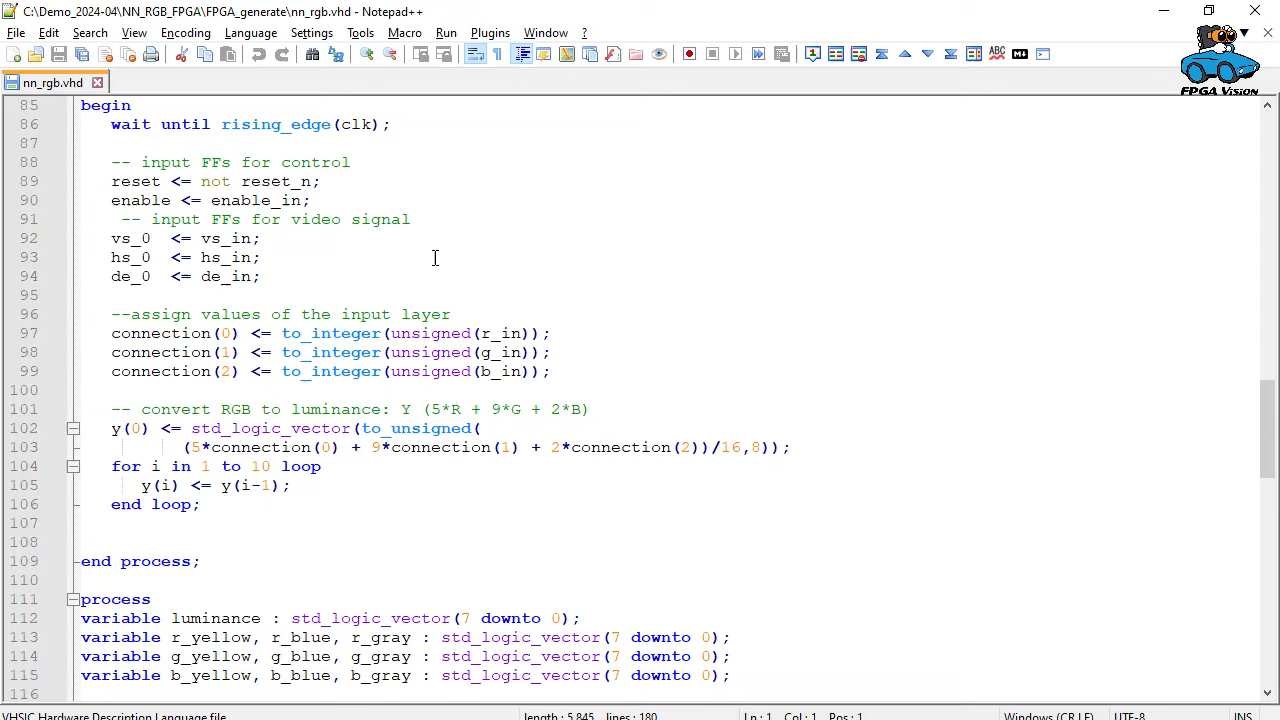 C:\Demo_2024-04\NN_RGB_FPGA\FPGA_generate\nn_rgb.vhd - Notepad++
File Edit Search View Encoding Language Settings Tools Macro Run Plugins Window ?
FPGA Vision
nn_rgb.vhd
85 begin
86 wait until rising_edge(clk);
87
88 -- input FFs for control
89 reset <= not reset_n;
90 enable <= enable_in;
91 -- input FFs for video signal
92 vs_0 <= vs_in;
93 hs_0 <= hs_in;
94 de_0 <= de_in;
95
96 --assign values of the input layer
97 connection(0) <= to_integer(unsigned(r_in));
98 connection(1) <= to_integer(unsigned(g_in));
99 connection(2) <= to_integer(unsigned(b_in));
100
101 -- convert RGB to luminance: Y (5*R + 9*G + 2*B)
102 y(0) <= std_logic_vector(to_unsigned(
103 (5*connection(0) + 9*connection(1) + 2*connection(2))/16,8));
104 for i in 1 to 10 loop
105 y(i) <= y(i-1);
106 end loop;
107
108
109 end process;
110
111 process
112 variable luminance : std_logic_vector(7 downto 0);
113 variable r_yellow, r_blue, r_gray : std_logic_vector(7 downto 0);
114 variable g_yellow, g_blue, g_gray : std_logic_vector(7 downto 0);
115 variable b_yellow, b_blue, b_gray : std_logic_vector(7 downto 0);
116
VHSIC Hardware Description Language file length : 5,845 lines : 180 Ln : 1 Col : 1 Pos : 1 Windows (CR LF) UTF-8 INS